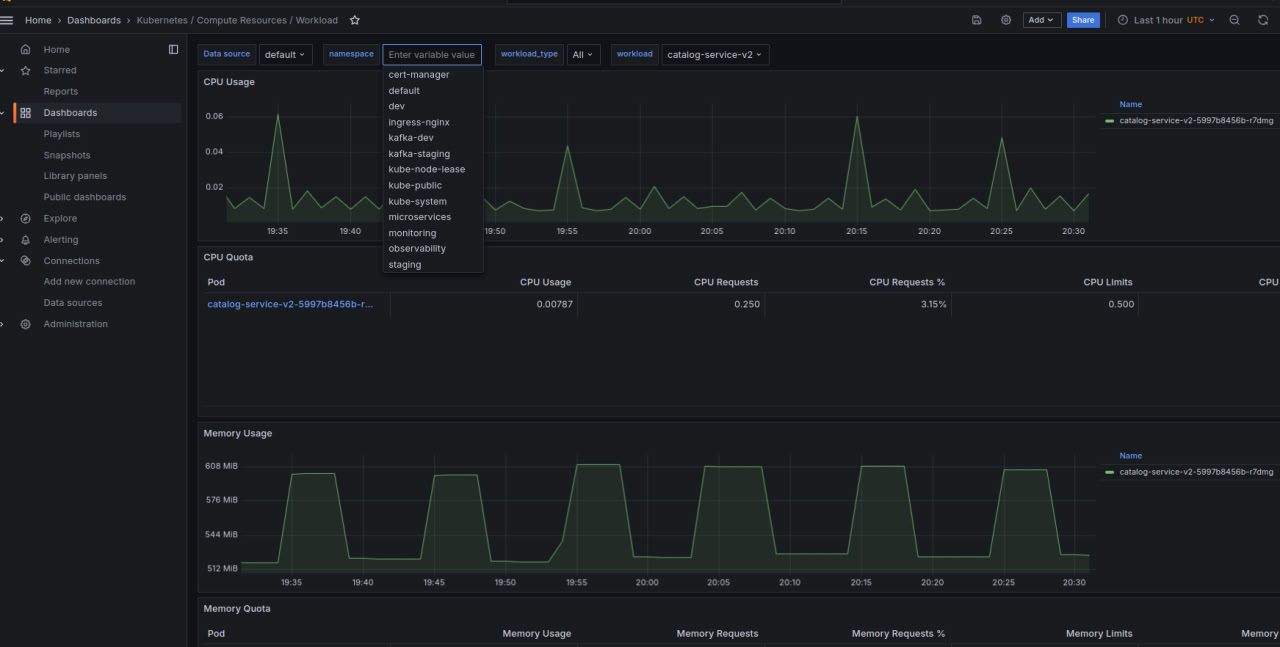 Home › Dashboards › Kubernetes / Compute Resources / Workload
Add
Share
Last 1 hour UTC
Home
Starred
Reports
Dashboards
Playlists
Snapshots
Library panels
Public dashboards
Explore
Alerting
Connections
Add new connection
Data sources
Administration
Data source default namespace Enter variable value workload_type All workload catalog-service-v2
cert-manager
default
dev
ingress-nginx
kafka-dev
kafka-staging
kube-node-lease
kube-public
kube-system
microservices
monitoring
observability
staging
CPU Usage
0.06
0.04
0.02
19:35 19:40 19:50 19:55 20:00 20:05 20:10 20:15 20:20 20:25 20:30
Name
catalog-service-v2-5997b8456b-r7dmg
CPU Quota
Pod CPU Usage CPU Requests CPU Requests % CPU Limits CPU
catalog-service-v2-5997b8456b-r... 0.00787 0.250 3.15% 0.500
Memory Usage
608 MiB
576 MiB
544 MiB
512 MiB
19:35 19:40 19:45 19:50 19:55 20:00 20:05 20:10 20:15 20:20 20:25 20:30
Name
catalog-service-v2-5997b8456b-r7dmg
Memory Quota
Pod Memory Usage Memory Requests Memory Requests % Memory Limits Memory